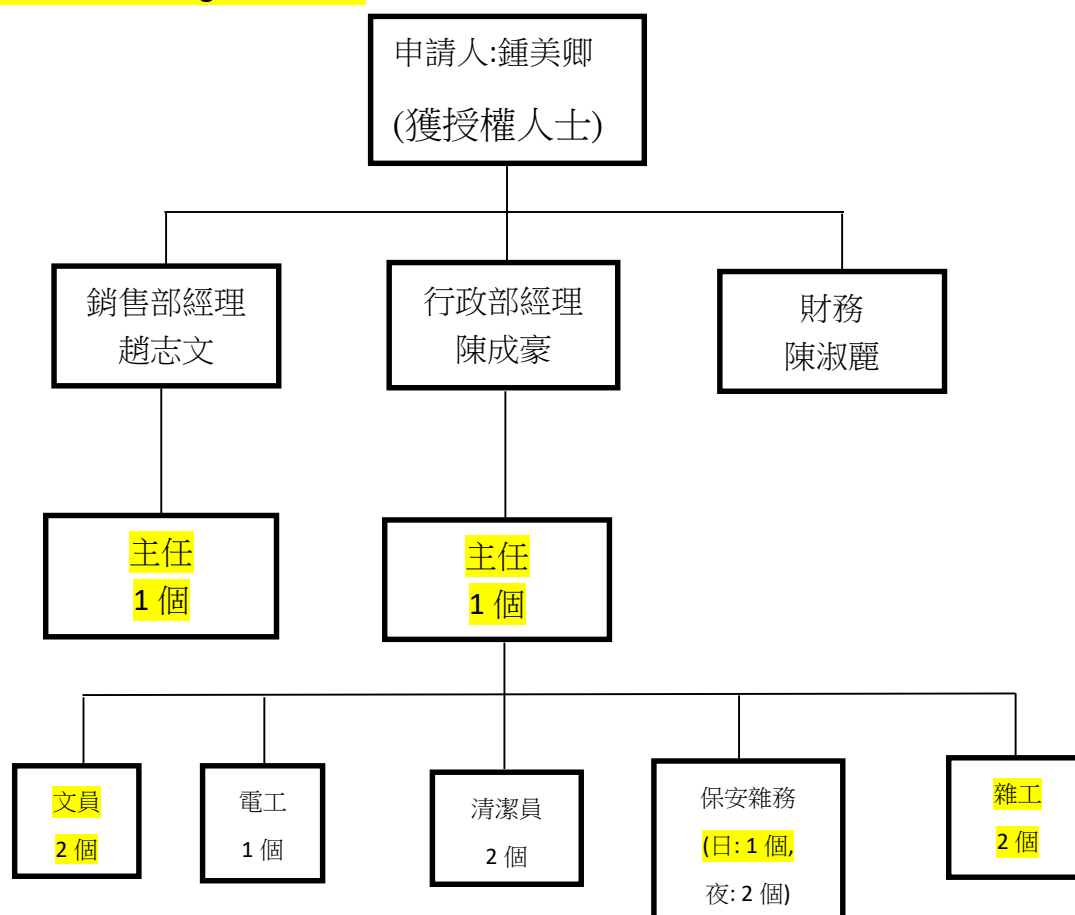 申請人:鍾美卿
(獲授權人士)
銷售部經理
趙志文
行政部經理
陳成豪
財務
陳淑麗
主任
1 個
主任
1 個
文員
2 個
電工
1 個
清潔員
2 個
保安雜務
(日: 1 個,
夜: 2 個)
雜工
2 個